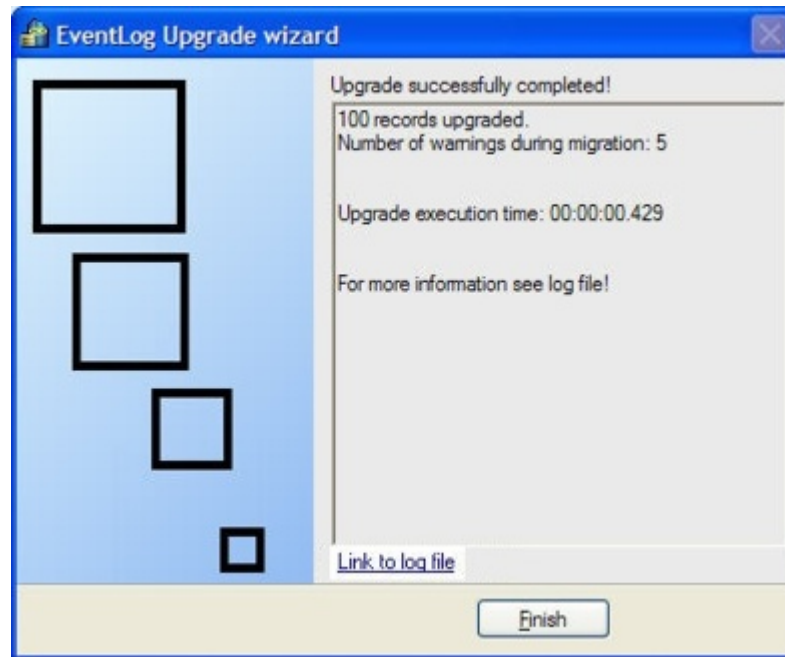 EventLog Upgrade wizard
Upgrade successfully completed!
100 records upgraded.
Number of warnings during migration: 5
Upgrade execution time: 00:00:00.429
For more information see log file!
Link to log file
Finish